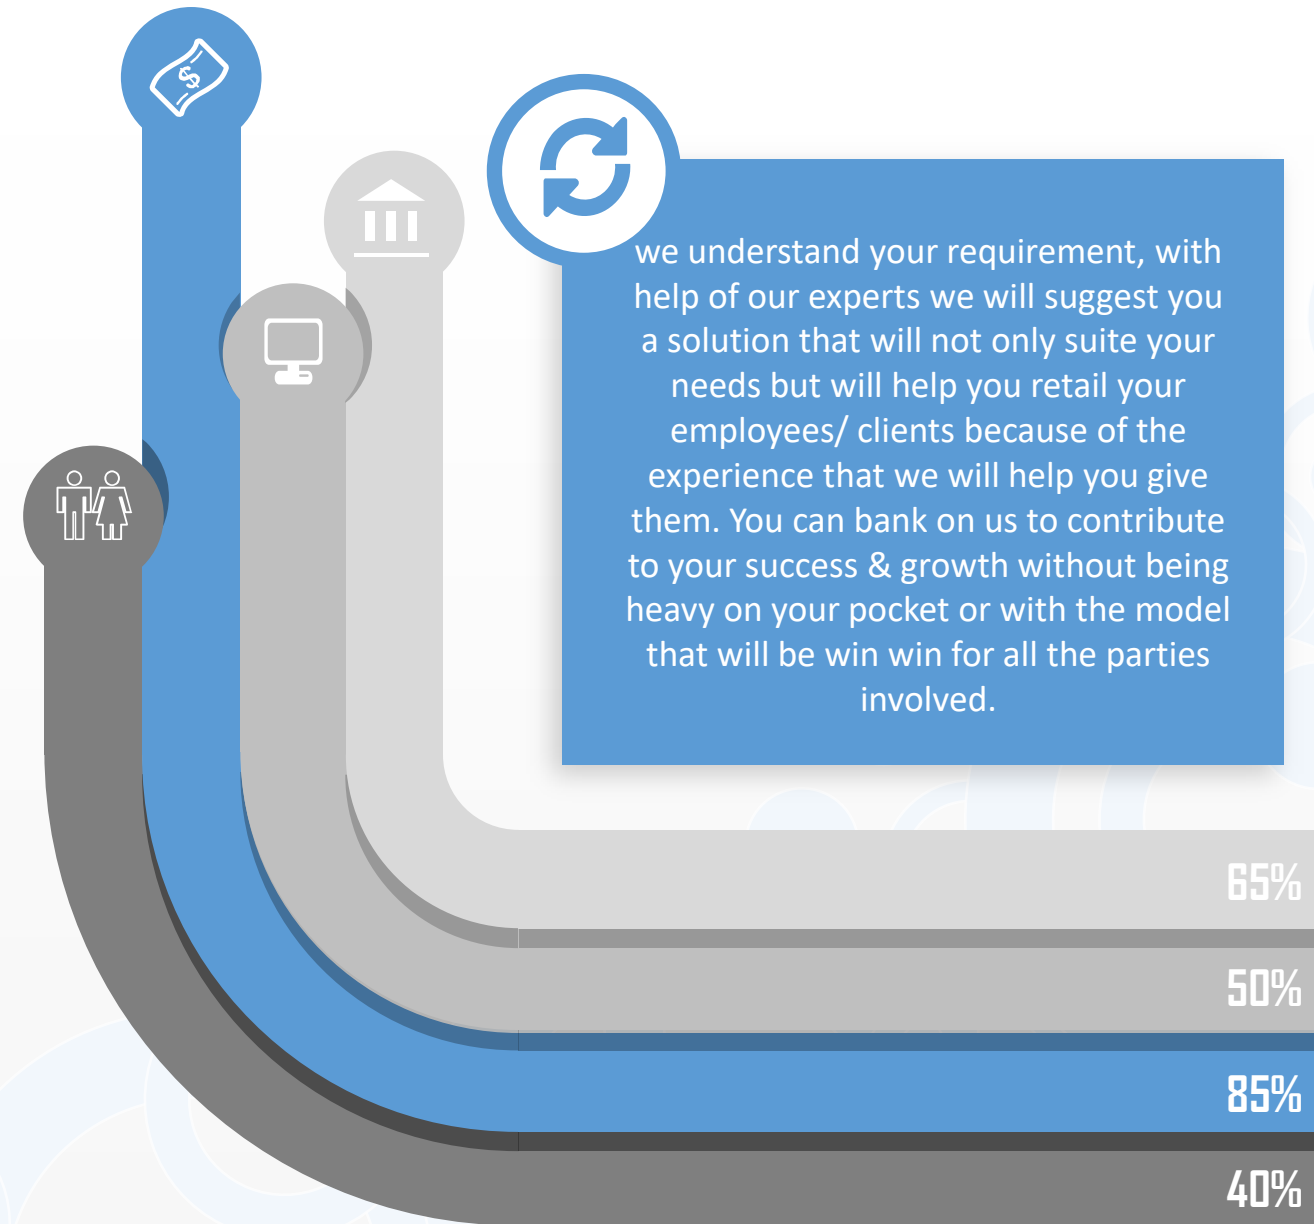 we understand your requirement, with
help of our experts we will suggest you
a solution that will not only suite your
needs but will help you retail your
employees/ clients because of the
experience that we will help you give
them. You can bank on us to contribute
to your success & growth without being
heavy on your pocket or with the model
that will be win win for all the parties
involved.
65%
50%
85%
40%